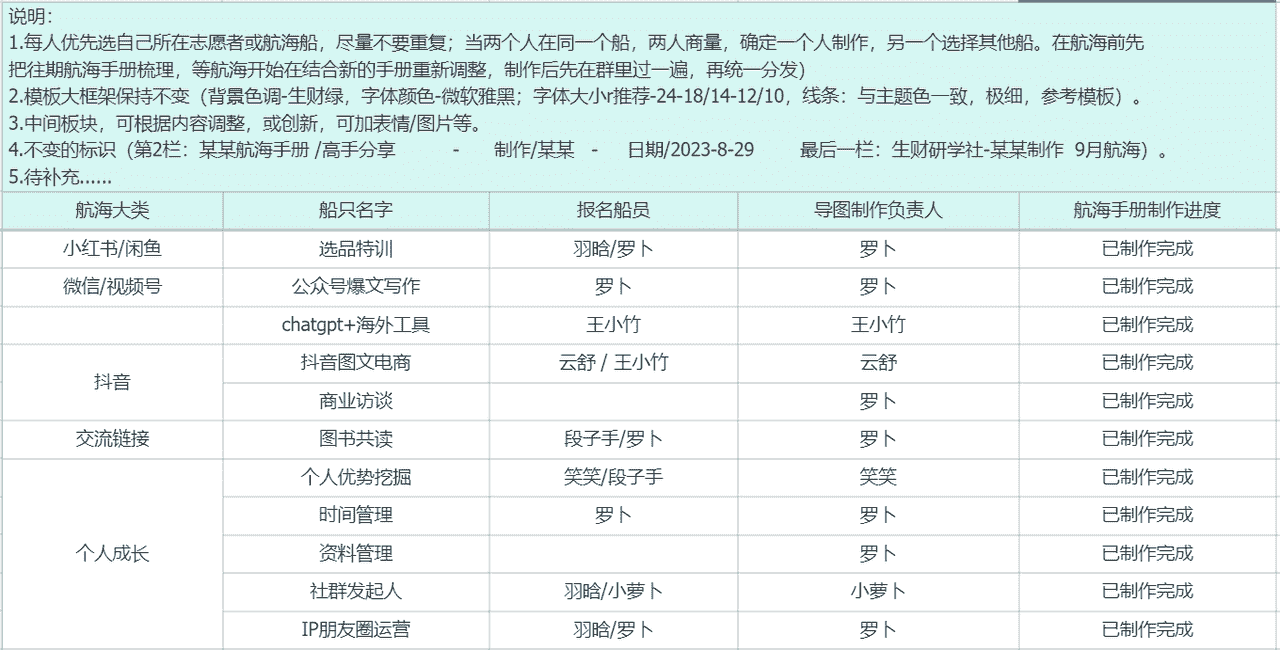 说明：
1.每人优先选自己所在志愿者或航海船，尽量不要重复；当两个人在同一个船，两人商量，确定一个人制作，另一个选择其他船。在航海前先
把往期航海手册梳理，等航海开始在结合新的手册重新调整，制作后先在群里过一遍，再统一分发）
2.模板大框架保持不变（背景色调-生财绿，字体颜色-微软雅黑；字体大小r推荐-24-18/14-12/10，线条：与主题色一致，极细，参考模板）。
3.中间板块，可根据内容调整，或创新，可加表情/图片等。
4.不变的标识（第2栏：某某航海手册 /高手分享 - 制作/某某 - 日期/2023-8-29 最后一栏：生财研学社-某某制作 9月航海）。
5.待补充......
航海大类 船只名字 报名船员 导图制作负责人 航海手册制作进度
小红书/闲鱼 选品特训 羽晗/罗卜 罗卜 已制作完成
微信/视频号 公众号爆文写作 罗卜 罗卜 已制作完成
chatgpt+海外工具 王小竹 王小竹 已制作完成
抖音 抖音图文电商 云舒 / 王小竹 云舒 已制作完成
商业访谈 罗卜 已制作完成
交流链接 图书共读 段子手/罗卜 罗卜 已制作完成
个人成长 个人优势挖掘 笑笑/段子手 笑笑 已制作完成
时间管理 罗卜 罗卜 已制作完成
资料管理 罗卜 已制作完成
社群发起人 羽晗/小萝卜 小萝卜 已制作完成
IP朋友圈运营 羽晗/罗卜 罗卜 已制作完成